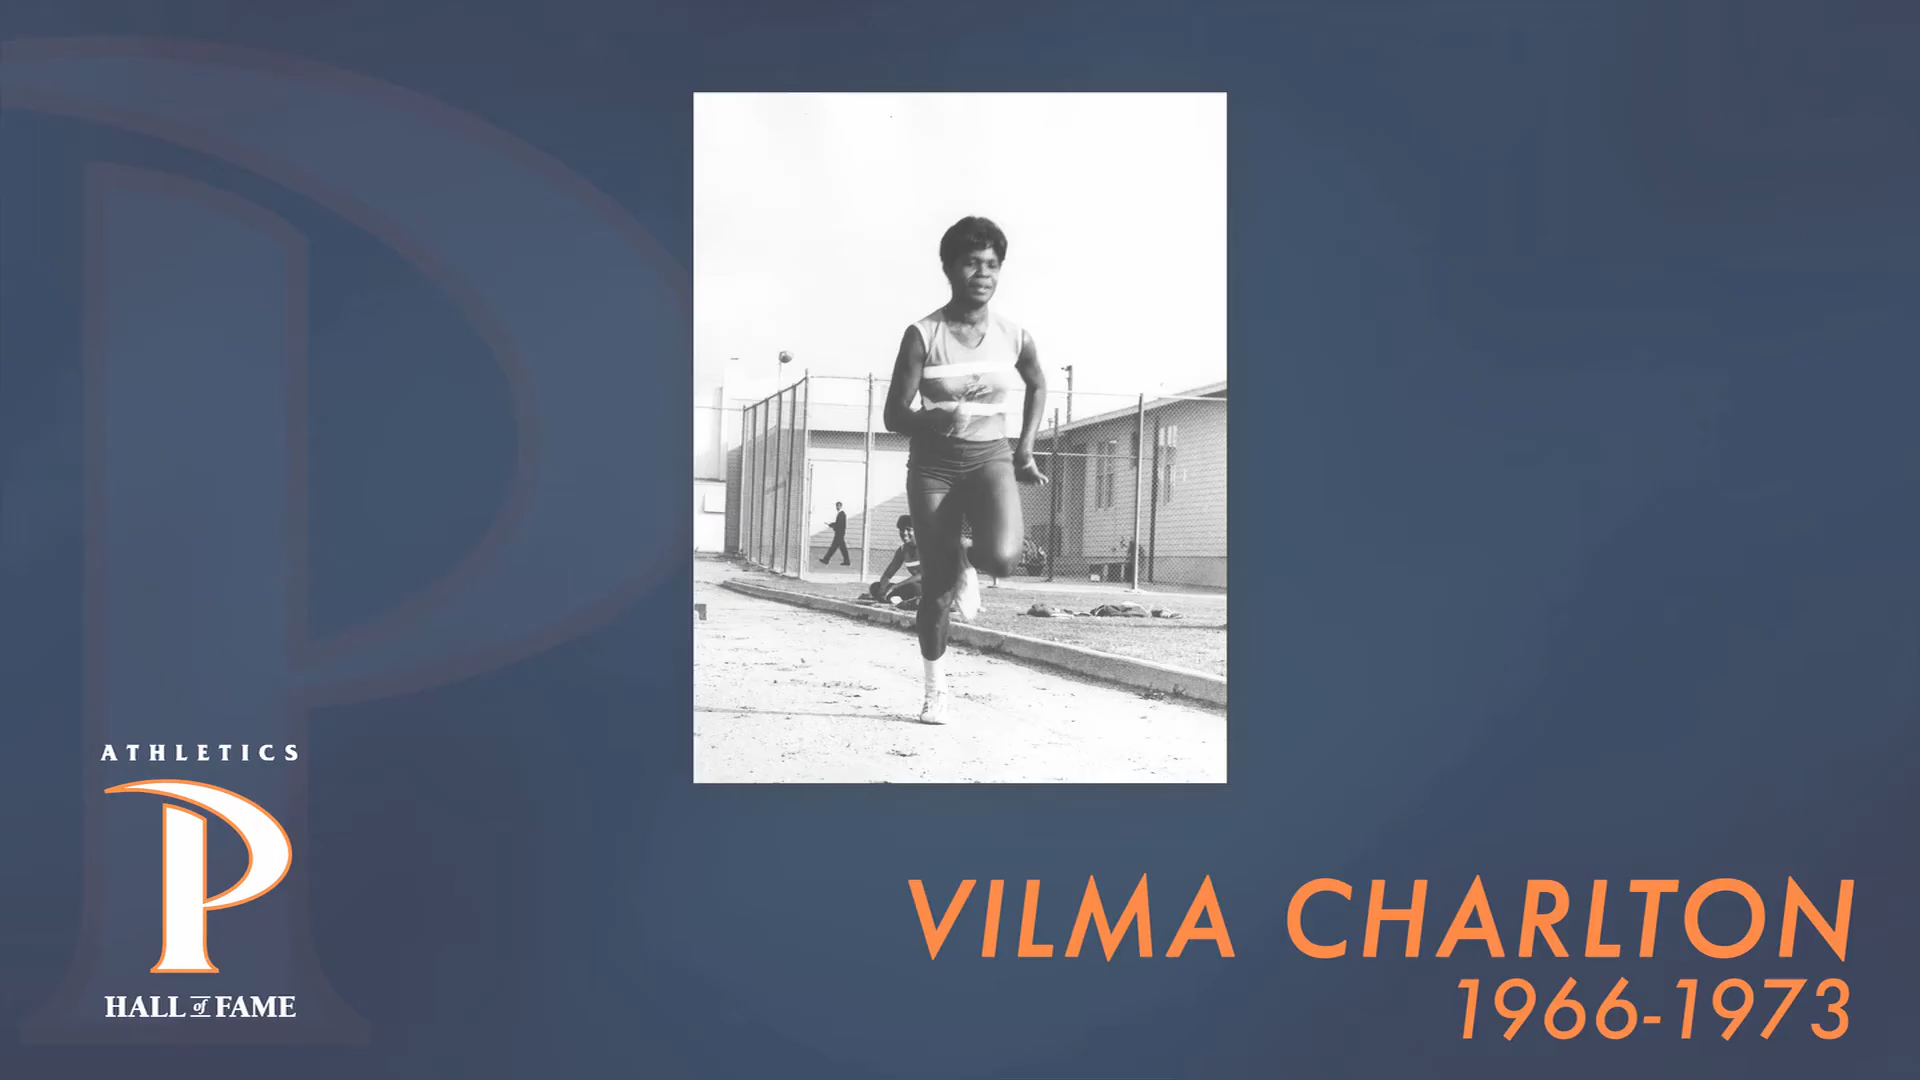 ATHLETICS
P
HALL of FAME
VILMA CHARLTON
1966-1973